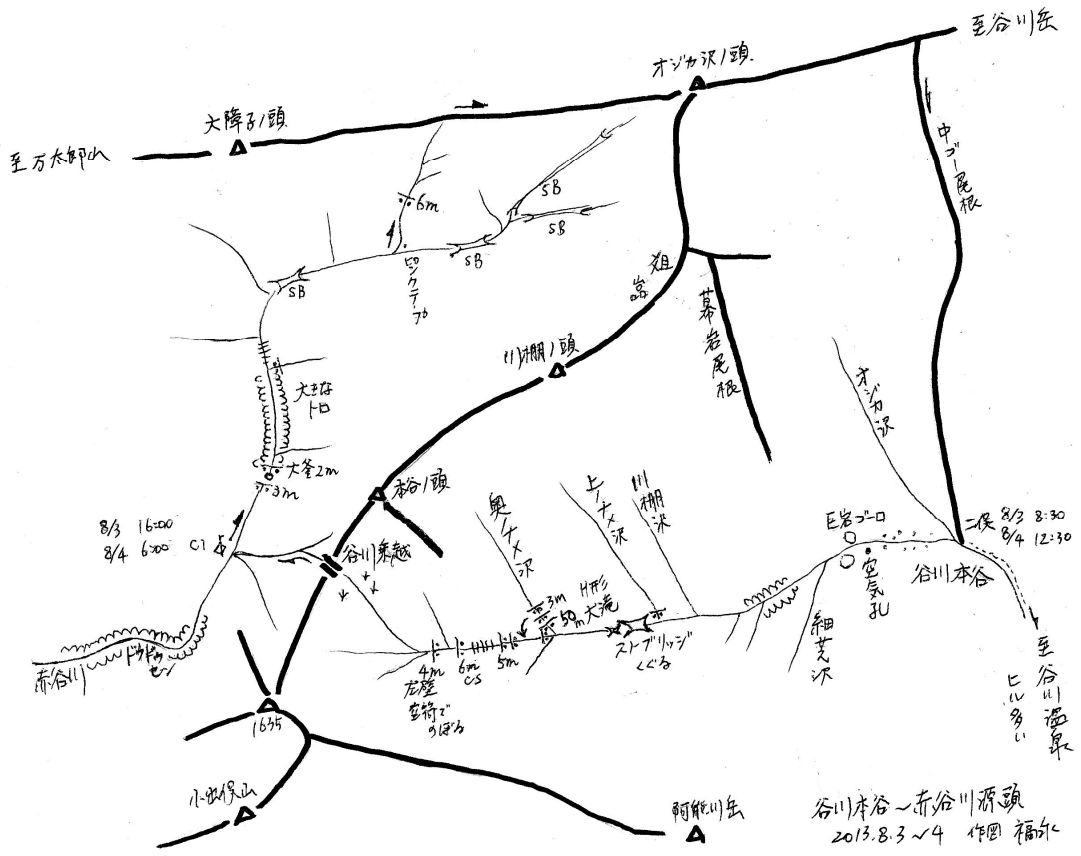 至谷川岳
オジカ沢ノ頭
大障子ノ頭
至万太郎山
中ゴー尾根
6m
SB
SB
SB
SB
ピンクテープ
俎嵓
幕岩尾根
川棚ノ頭
オジカ沢
大きな
トロ
大釜2m
3m
本谷ノ頭
8/3 16:00
8/4 6:00
C1
谷川乗越
奥ノナメ沢
上ノナメ沢
川棚沢
巨岩ゴーロ
空気孔
二俣 8/3 8:30
8/4 12:30
谷川本谷
3m
H形
50m大滝
スノーブリッジ
くぐる
5m
6m
CS
4m
左壁
空荷で
のぼる
細芒沢
赤谷川
ドウドウ
セン
至谷川温泉
ヒル多い
1635
小出俣山
阿能川岳
谷川本谷～赤谷川源頭
2013.8.3～4 作図 福永